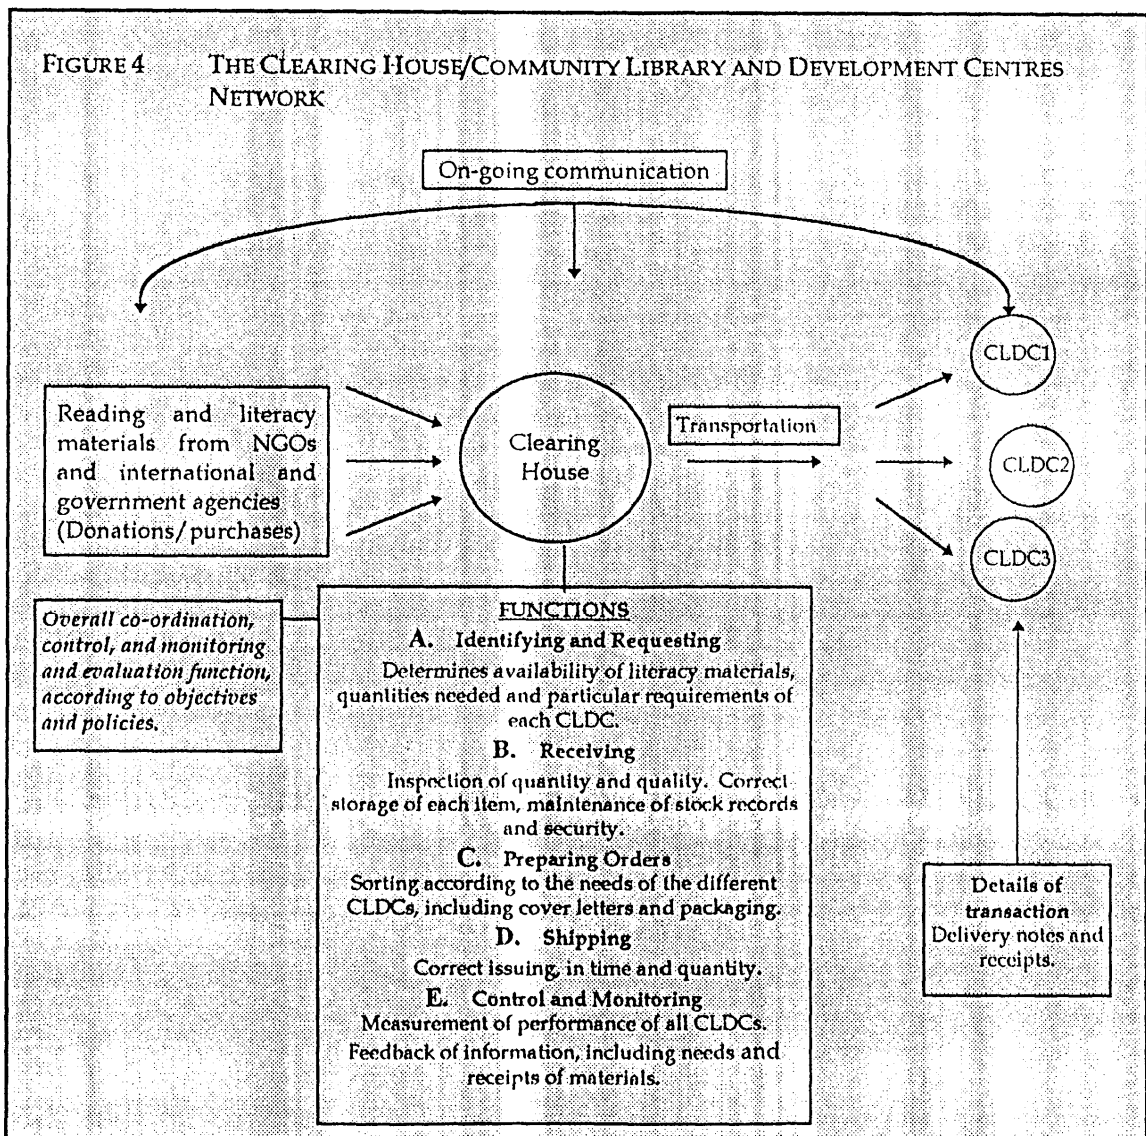 FIGURE 4 THE CLEARING HOUSE/COMMUNITY LIBRARY AND DEVELOPMENT CENTRES
NETWORK
On-going communication
CLDC1
Reading and literacy
materials from NGOs
and international and
government agencies
(Donations/purchases)
Clearing
House
Transportation
CLDC2
CLDC3
Overall co-ordination,
control, and monitoring
and evaluation function,
according to objectives
and policies.
FUNCTIONS
A. Identifying and Requesting
Determines availability of literacy materials,
quantities needed and particular requirements of
each CLDC.
B. Receiving
Inspection of quantity and quality. Correct
storage of each item, maintenance of stock records
and security.
C. Preparing Orders
Sorting according to the needs of the different
CLDCs, including cover letters and packaging.
D. Shipping
Correct issuing, in time and quantity.
E. Control and Monitoring
Measurement of performance of all CLDCs.
Feedback of information, including needs and
receipts of materials.
Details of
transaction
Delivery notes and
receipts.